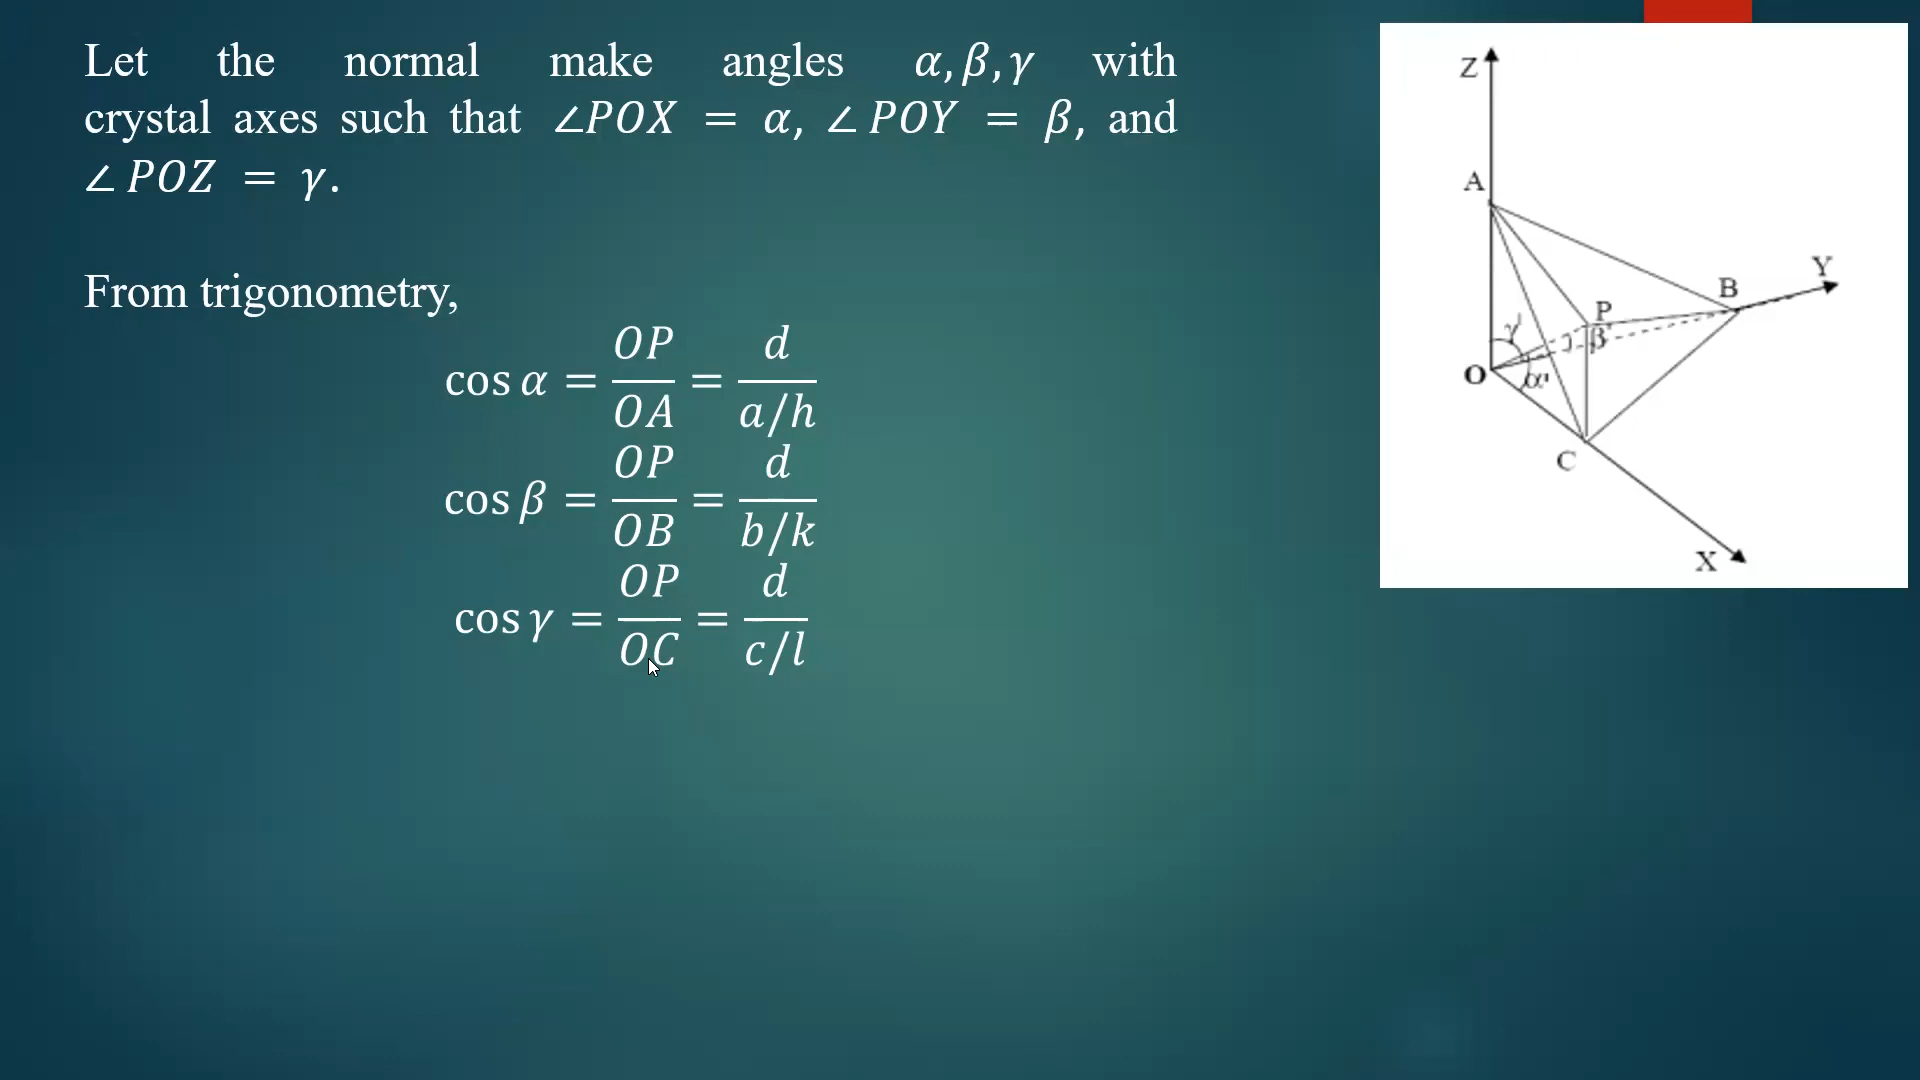 Let the normal make angles α, β, γ with
crystal axes such that ∠POX = α, ∠ POY = β, and
∠ POZ = γ.
From trigonometry,
cos α = OP/OA = d/(a/h)
cos β = OP/OB = d/(b/k)
cos γ = OP/OC = d/(c/l)
Z
A
Y
B
P
γ'
β'
O
α'
C
X